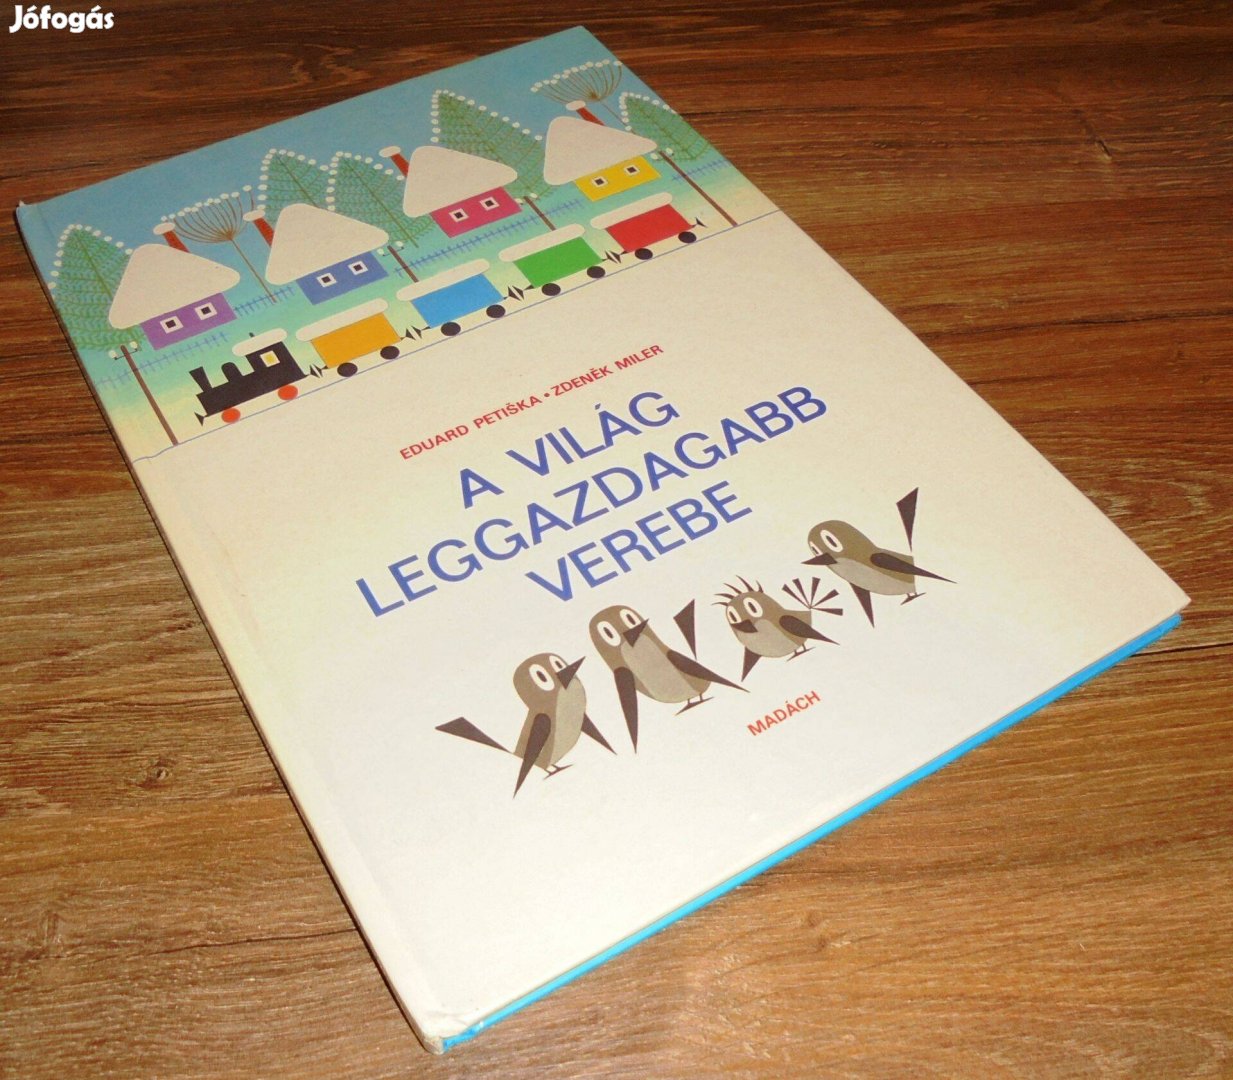 Jófogás
EDUARD PETIŠKA • ZDENĚK MILER
A VILÁG
LEGGAZDAGABB
VEREBE
MADÁCH